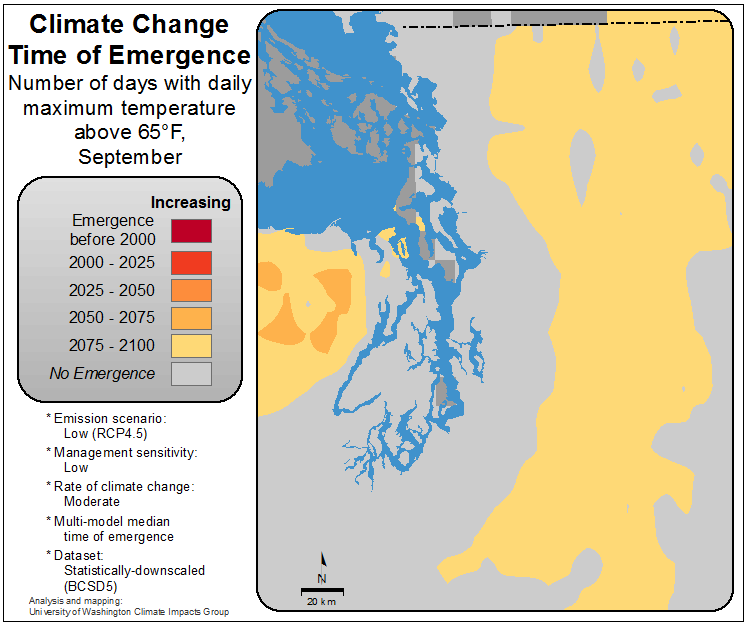 Climate Change
Time of Emergence
Number of days with daily
maximum temperature
above 65°F,
September
Increasing
Emergence
before 2000
2000 - 2025
2025 - 2050
2050 - 2075
2075 - 2100
No Emergence
* Emission scenario:
Low (RCP4.5)
* Management sensitivity:
Low
* Rate of climate change:
Moderate
* Multi-model median
time of emergence
* Dataset:
Statistically-downscaled
(BCSD5)
Analysis and mapping:
University of Washington Climate Impacts Group
N
20 km